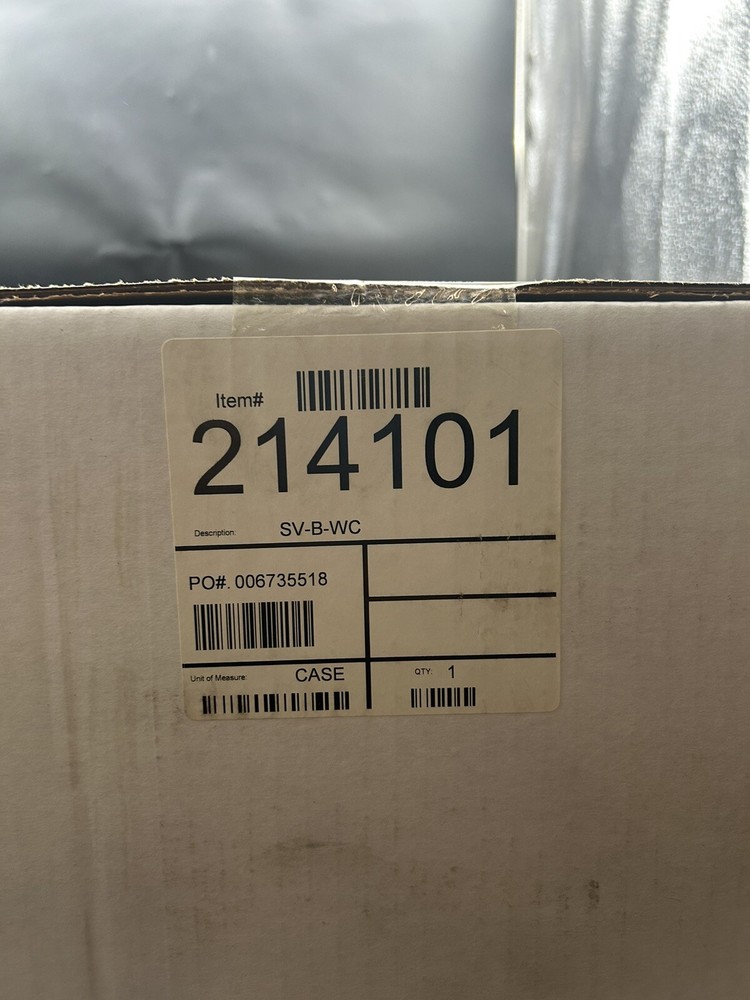 Item#
214101
Description: SV-B-WC
PO#. 006735518
Unit of Measure: CASE
QTY: 1